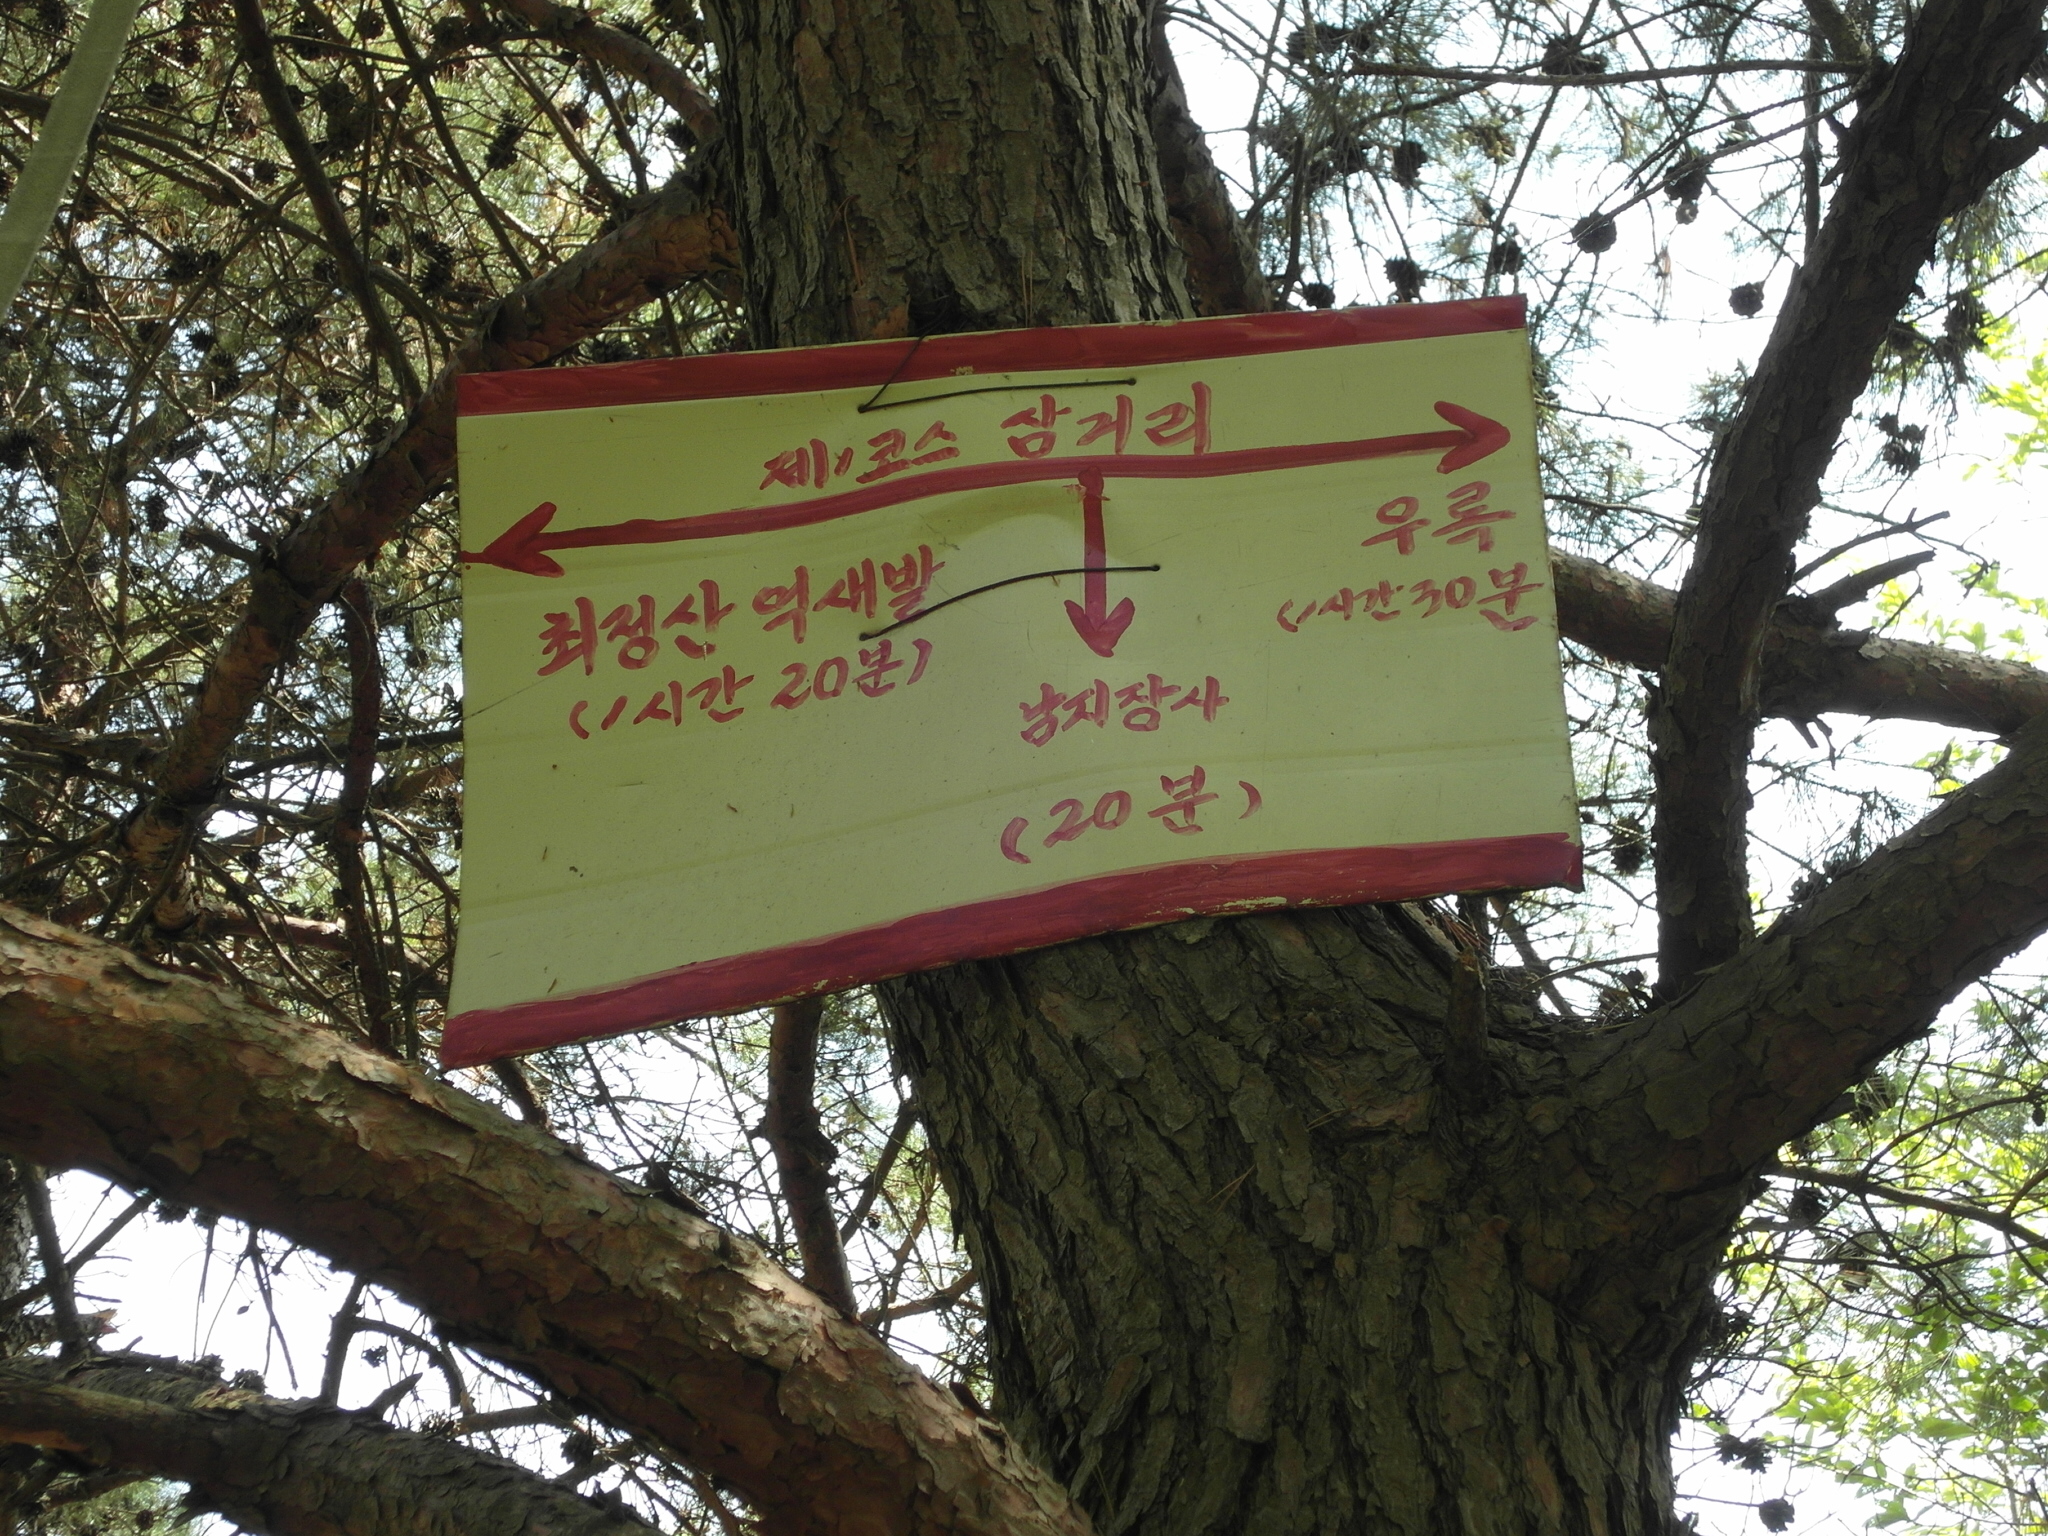 제1코스 삼거리
최정산 억새밭
(1시간 20분)
남지장사
(20분)
우록
(1시간30분